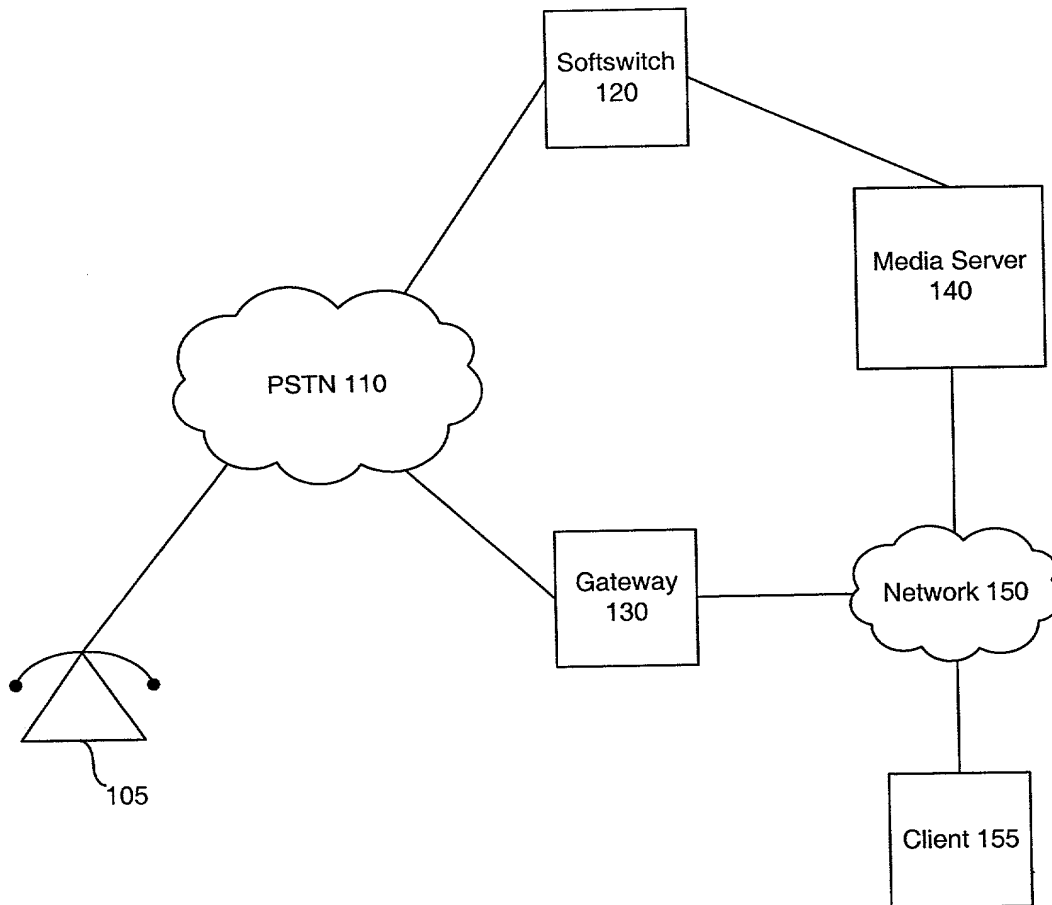 Softswitch
120
Media Server
140
PSTN 110
Gateway
130
Network 150
105
Client 155